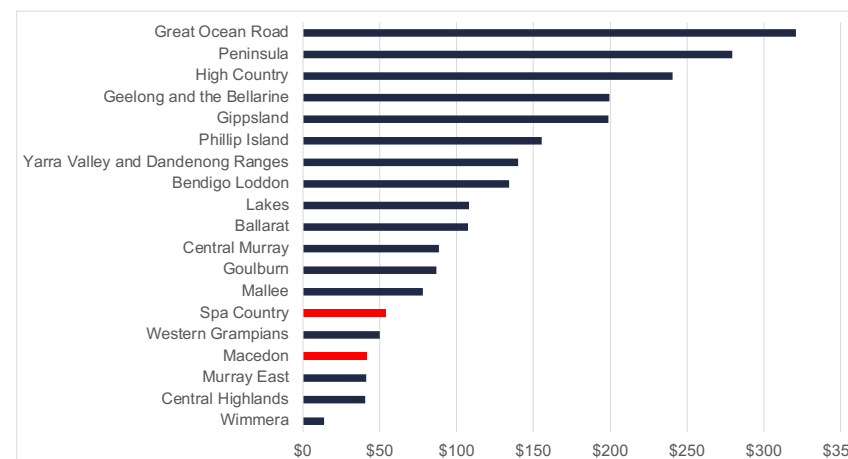 Great Ocean Road
Peninsula
High Country
Geelong and the Bellarine
Gippsland
Phillip Island
Yarra Valley and Dandenong Ranges
Bendigo Loddon
Lakes
Ballarat
Central Murray
Goulburn
Mallee
Spa Country
Western Grampians
Macedon
Murray East
Central Highlands
Wimmera
$0 $50 $100 $150 $200 $250 $300 $35